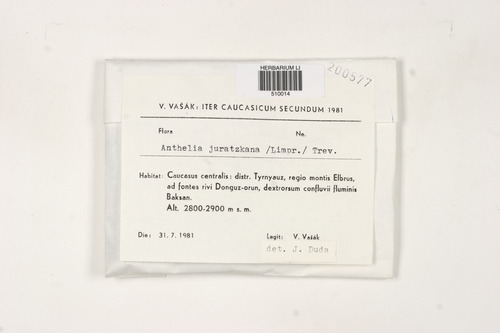 HERBARIUM LI
510014
200577
V. VAŠÁK: ITER CAUCASICUM SECUNDUM 1981
Flora No.
Anthelia juratzkana /Limpr./ Trev.
Habitat: Caucasus centralis: distr. Tyrnyauz, regio montis Elbrus,
ad fontes rivi Donguz-orun, dextrorsum confluvii fluminis
Baksan.
Alt. 2800-2900 m s. m.
Die: 31. 7. 1981 Legit: V. Vašák
det. J. Duda